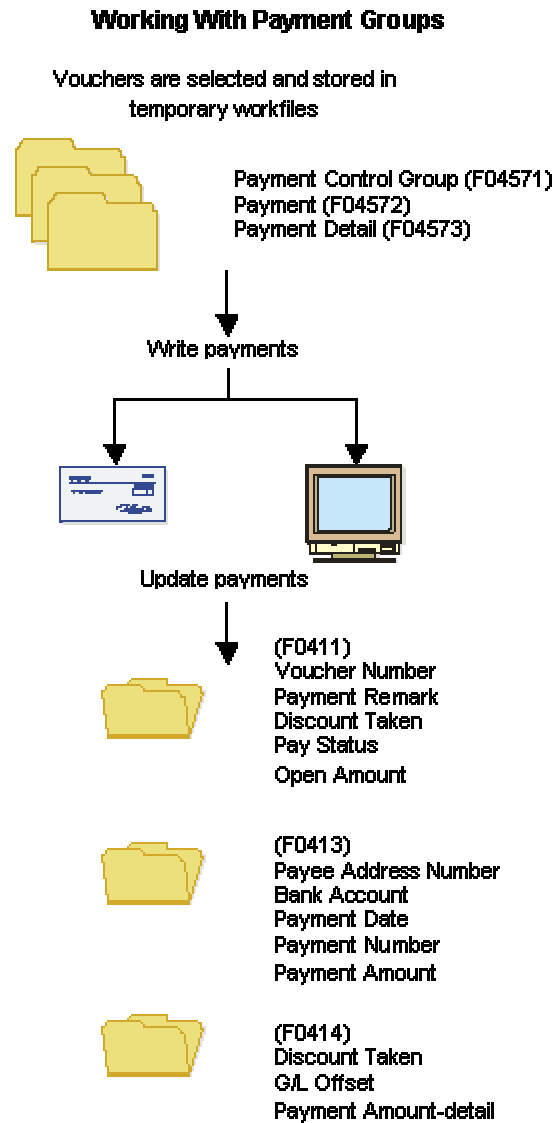 Working With Payment Groups
Vouchers are selected and stored in
temporary workfiles
Payment Control Group (F04571)
Payment (F04572)
Payment Detail (F04573)
Write payments
Update payments
(F0411)
Voucher Number
Payment Remark
Discount Taken
Pay Status
Open Amount
(F0413)
Payee Address Number
Bank Account
Payment Date
Payment Number
Payment Amount
(F0414)
Discount Taken
G/L Offset
Payment Amount-detail